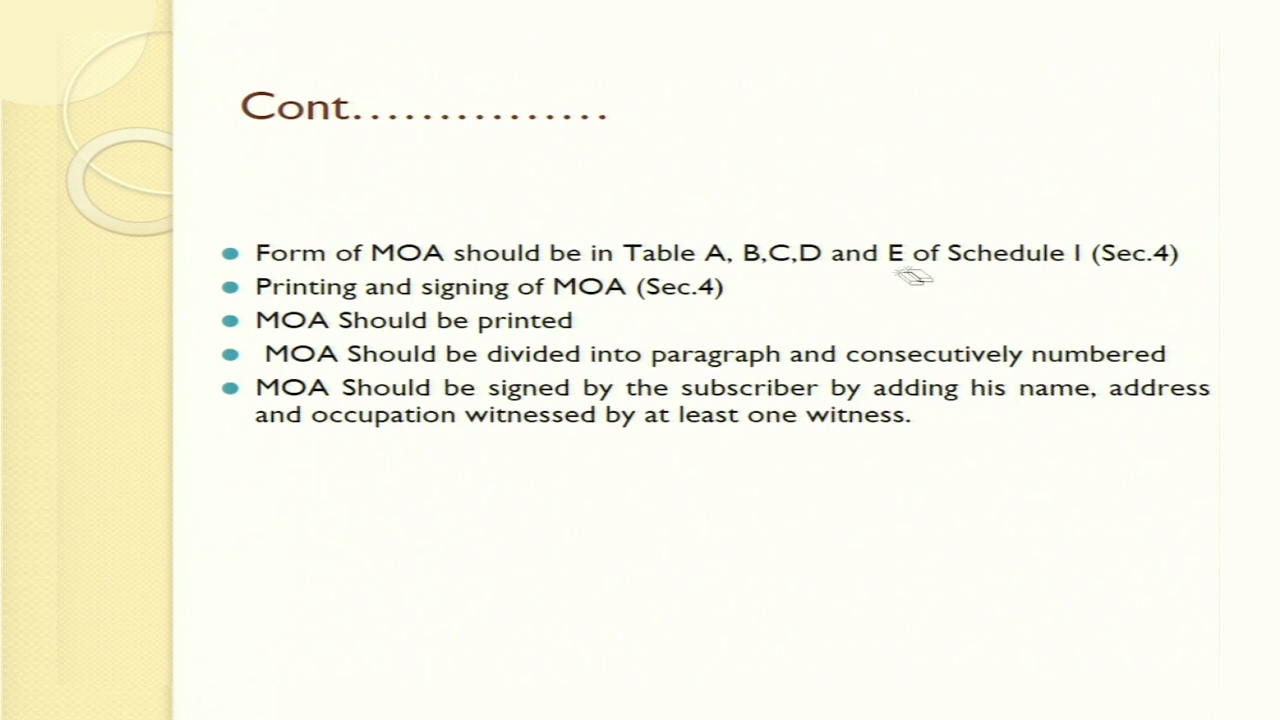 Cont...............
Form of MOA should be in Table A, B,C,D and E of Schedule I (Sec.4)
Printing and signing of MOA (Sec.4)
MOA Should be printed
MOA Should be divided into paragraph and consecutively numbered
MOA Should be signed by the subscriber by adding his name, address
and occupation witnessed by at least one witness.